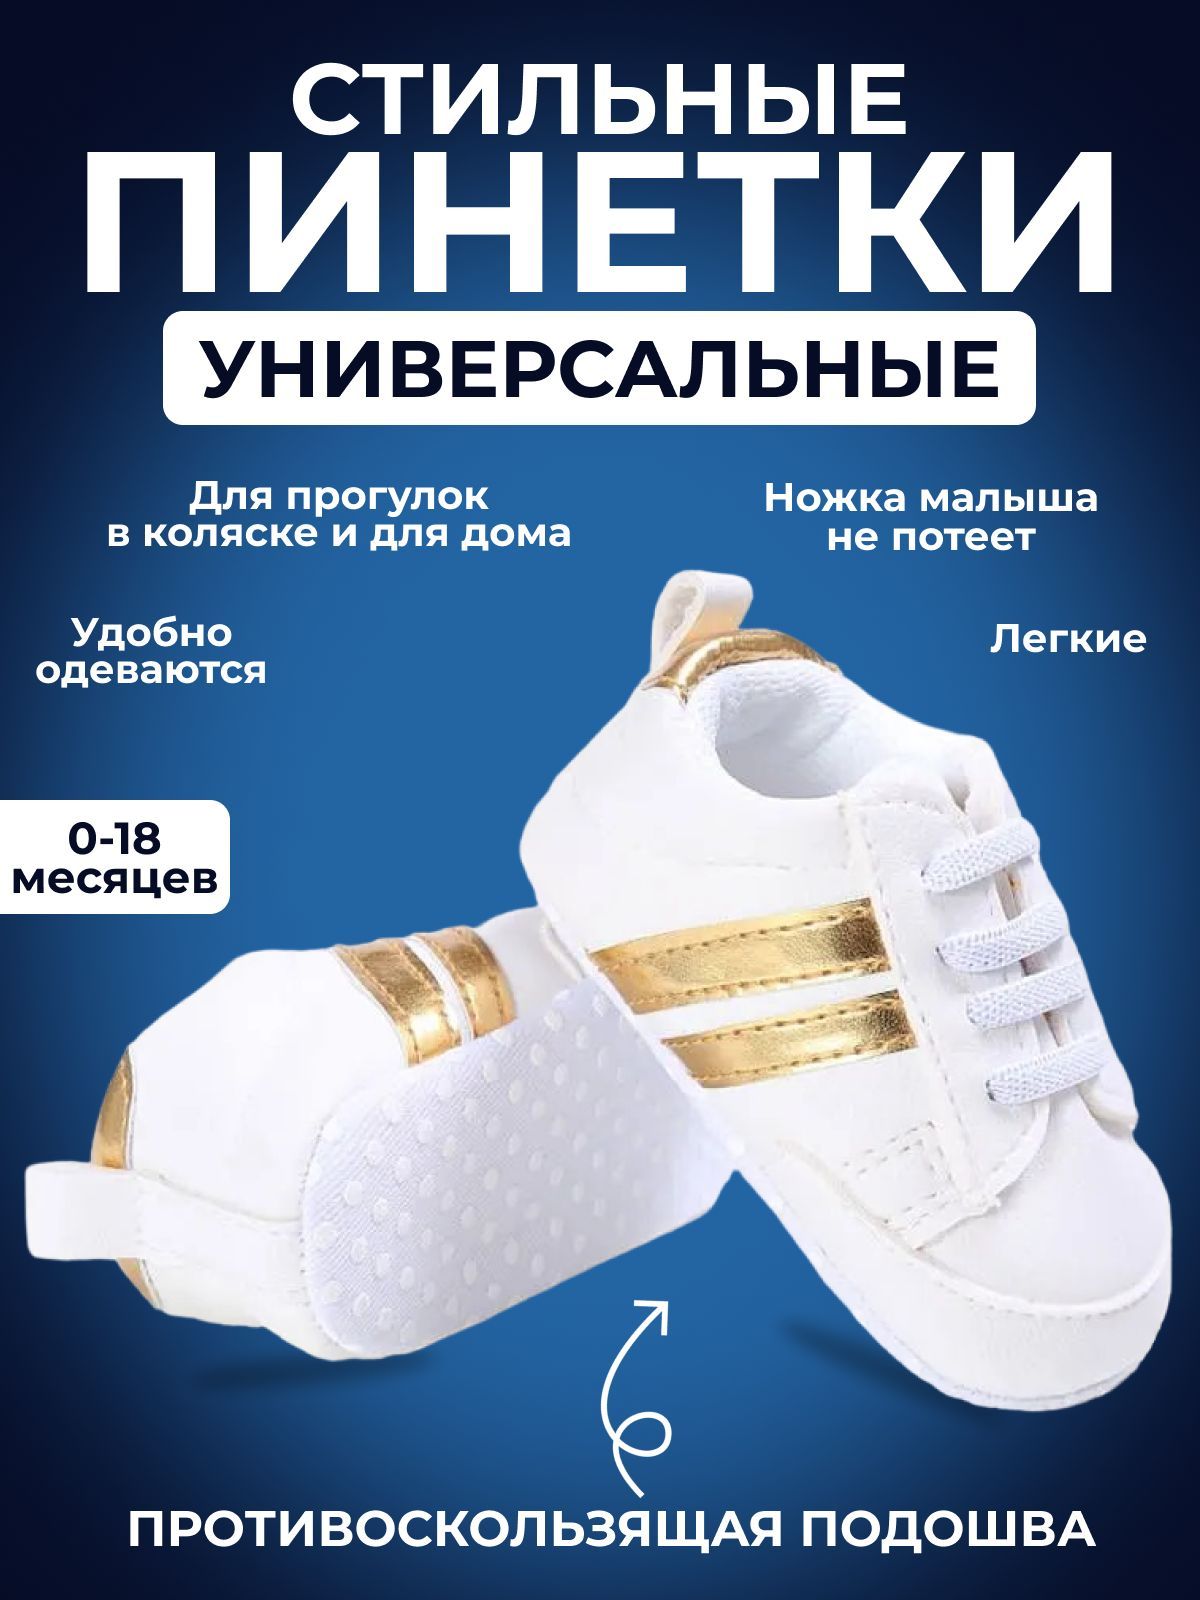 СТИЛЬНЫЕ
ПИНЕТКИ
УНИВЕРСАЛЬНЫЕ
Для прогулок
в коляске и для дома
Ножка малыша
не потеет
Удобно
одеваются
Легкие
0-18
месяцев
ПРОТИВОСКОЛЬЗЯЩАЯ ПОДОШВА